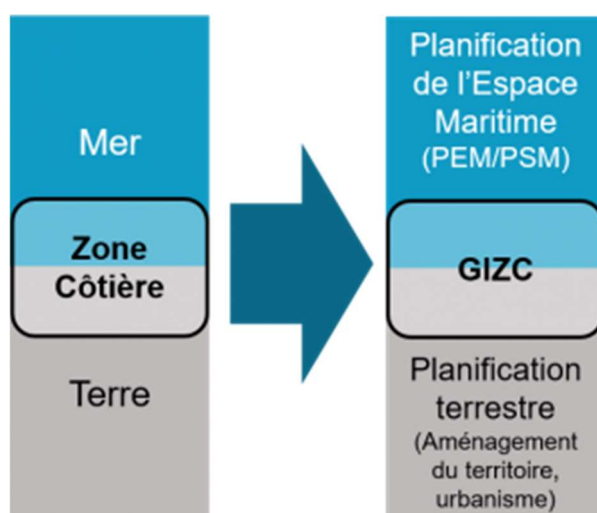 Mer
Zone
Côtière
Terre
Planification
de l'Espace
Maritime
(PEM/PSM)
GIZC
Planification
terrestre
(Aménagement
du territoire,
urbanisme)